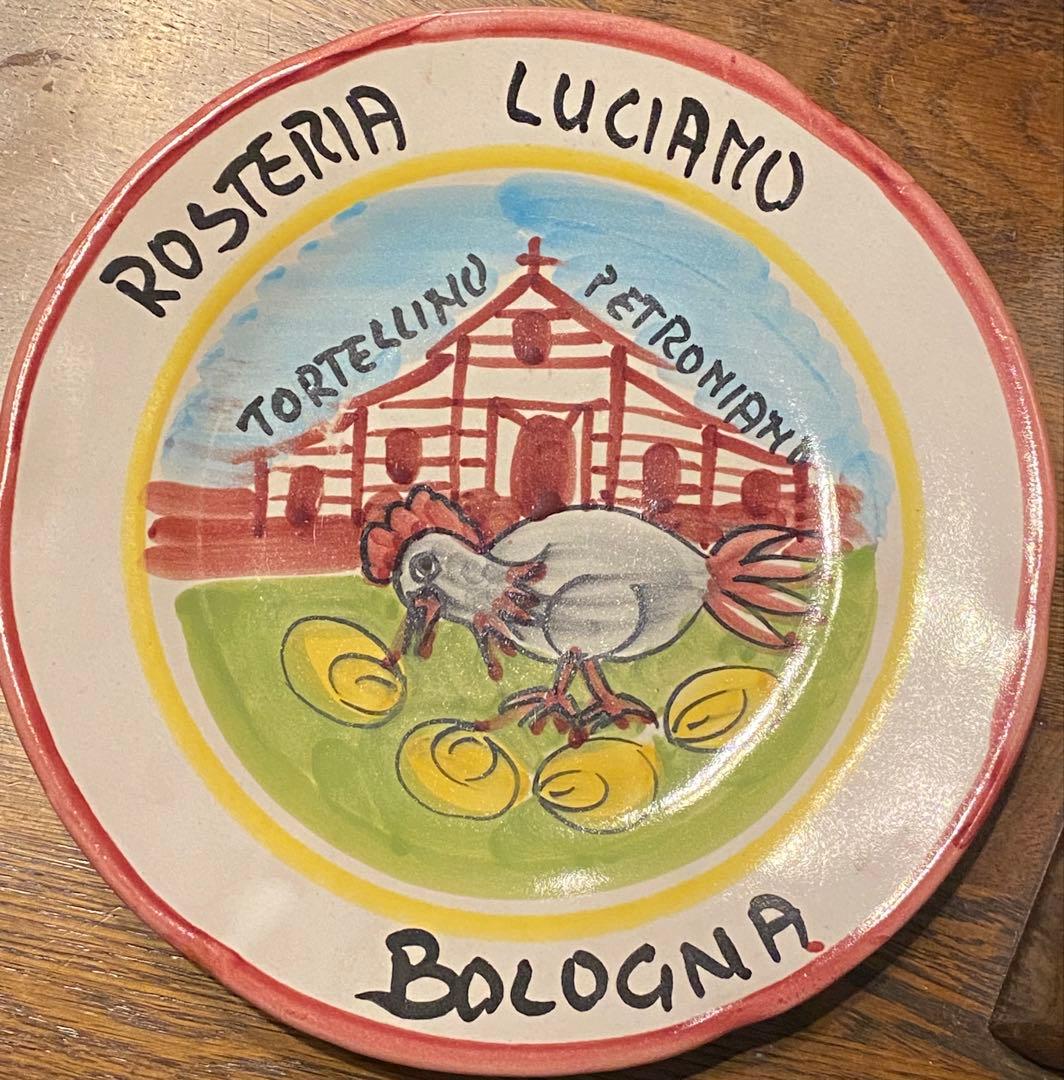 ROSTERIA LUCIANO
TORTELLINO PETRONIANO
BOLOGNA